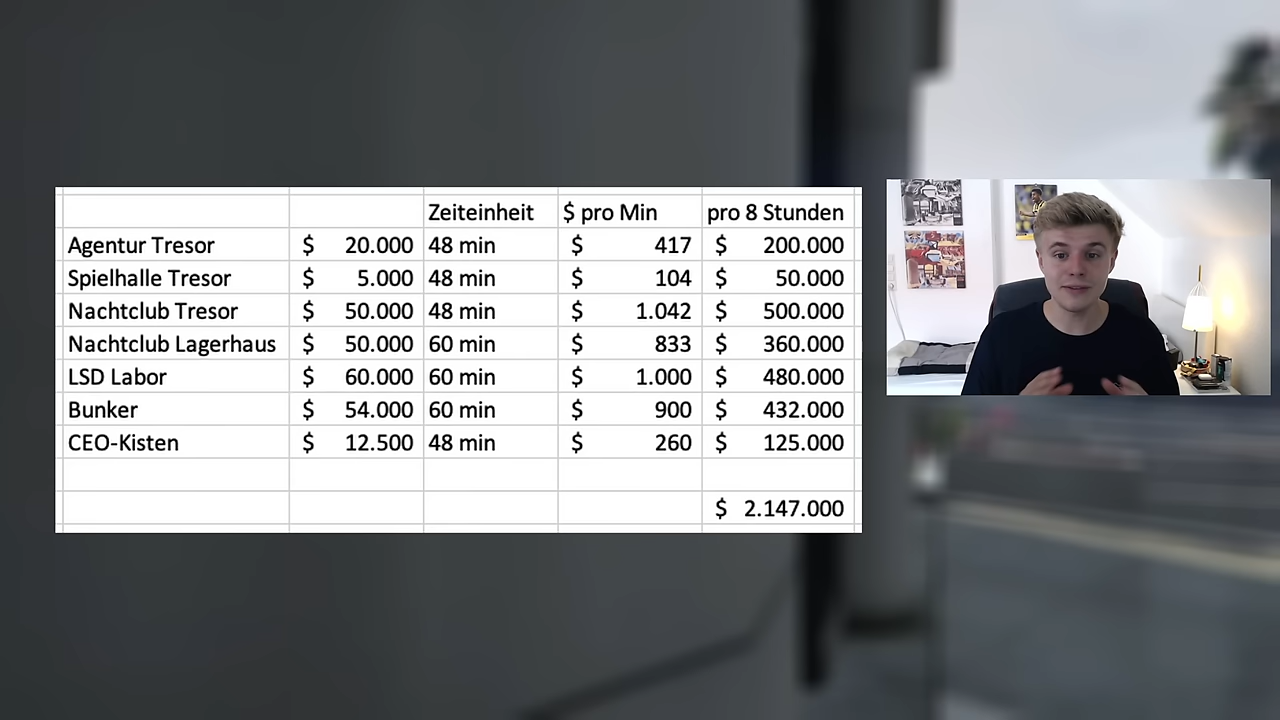 Zeiteinheit $ pro Min pro 8 Stunden
Agentur Tresor $ 20.000 48 min $ 417 $ 200.000
Spielhalle Tresor $ 5.000 48 min $ 104 $ 50.000
Nachtclub Tresor $ 50.000 48 min $ 1.042 $ 500.000
Nachtclub Lagerhaus $ 50.000 60 min $ 833 $ 360.000
LSD Labor $ 60.000 60 min $ 1.000 $ 480.000
Bunker $ 54.000 60 min $ 900 $ 432.000
CEO-Kisten $ 12.500 48 min $ 260 $ 125.000
$ 2.147.000